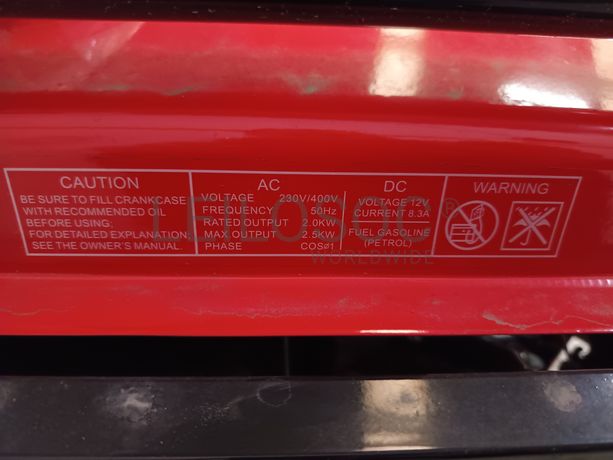 CAUTION
BE SURE TO FILL CRANKCASE
WITH RECOMMENDED OIL
BEFORE USING:
FOR DETAILED EXPLANATION;
SEE THE OWNER'S MANUAL
AC
VOLTAGE 230V/400V
FREQUENCY 50Hz
RATED OUTPUT 2.0KW
MAX.OUTPUT 2.5KW
PHASE COSø1
DC
VOLTAGE 12V
CURRENT 8.3A
FUEL GASOLINE
(PETROL)
WARNING
WORLDWIDE